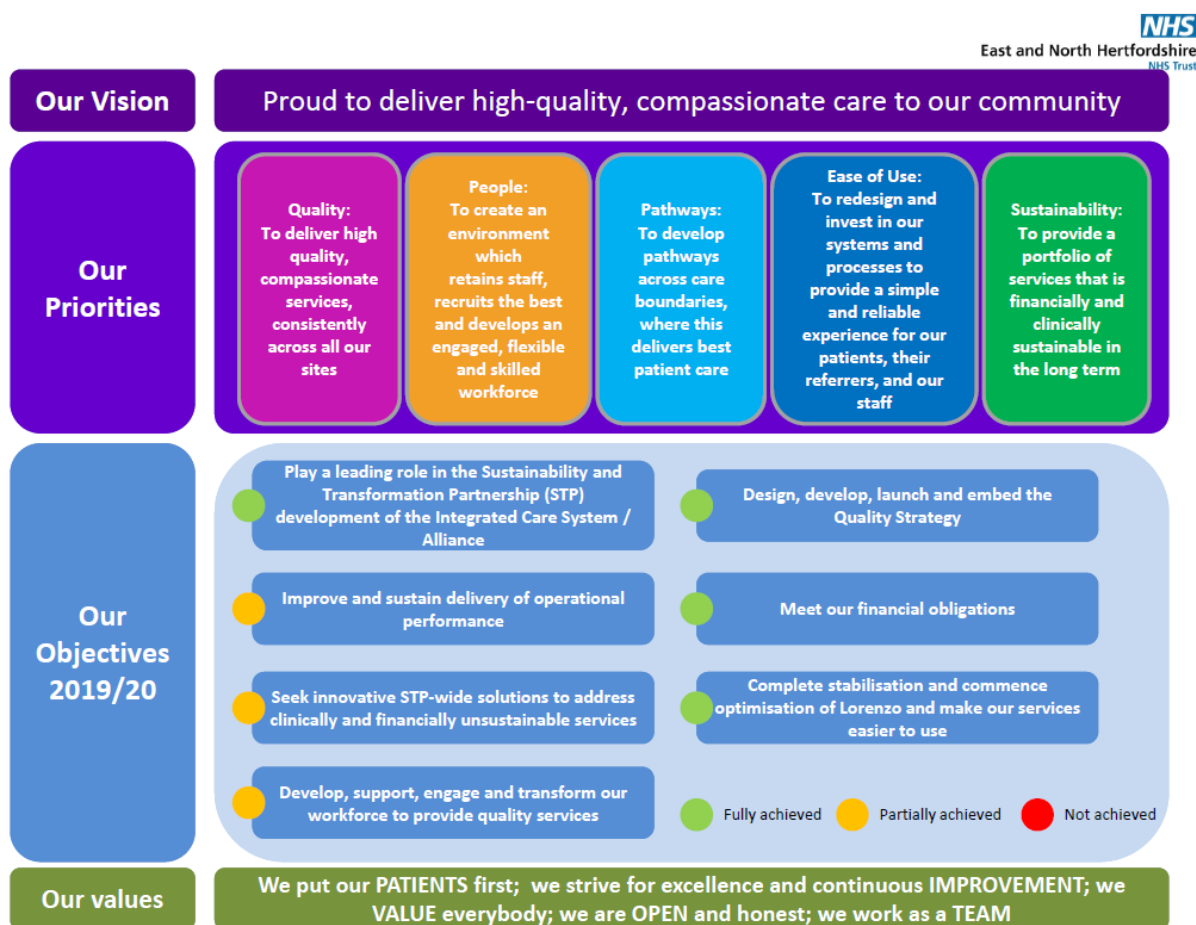 NHS
East and North Hertfordshire
NHS Trust
Our Vision
Proud to deliver high-quality, compassionate care to our community
Our
Priorities
Quality:
To deliver high
quality,
compassionate
services,
consistently
across all our
sites
People:
To create an
environment
which
retains staff,
recruits the best
and develops an
engaged, flexible
and skilled
workforce
Pathways:
To develop
pathways
across care
boundaries,
where this
delivers best
patient care
Ease of Use:
To redesign and
invest in our
systems and
processes to
provide a simple
and reliable
experience for our
patients, their
referrers, and our
staff
Sustainability:
To provide a
portfolio of
services that is
financially and
clinically
sustainable in
the long term
Our
Objectives
2019/20
Play a leading role in the Sustainability and
Transformation Partnership (STP)
development of the Integrated Care System /
Alliance
Design, develop, launch and embed the
Quality Strategy
Improve and sustain delivery of operational
performance
Meet our financial obligations
Seek innovative STP-wide solutions to address
clinically and financially unsustainable services
Complete stabilisation and commence
optimisation of Lorenzo and make our services
easier to use
Develop, support, engage and transform our
workforce to provide quality services
Fully achieved
Partially achieved
Not achieved
Our values
We put our PATIENTS first; we strive for excellence and continuous IMPROVEMENT; we
VALUE everybody; we are OPEN and honest; we work as a TEAM